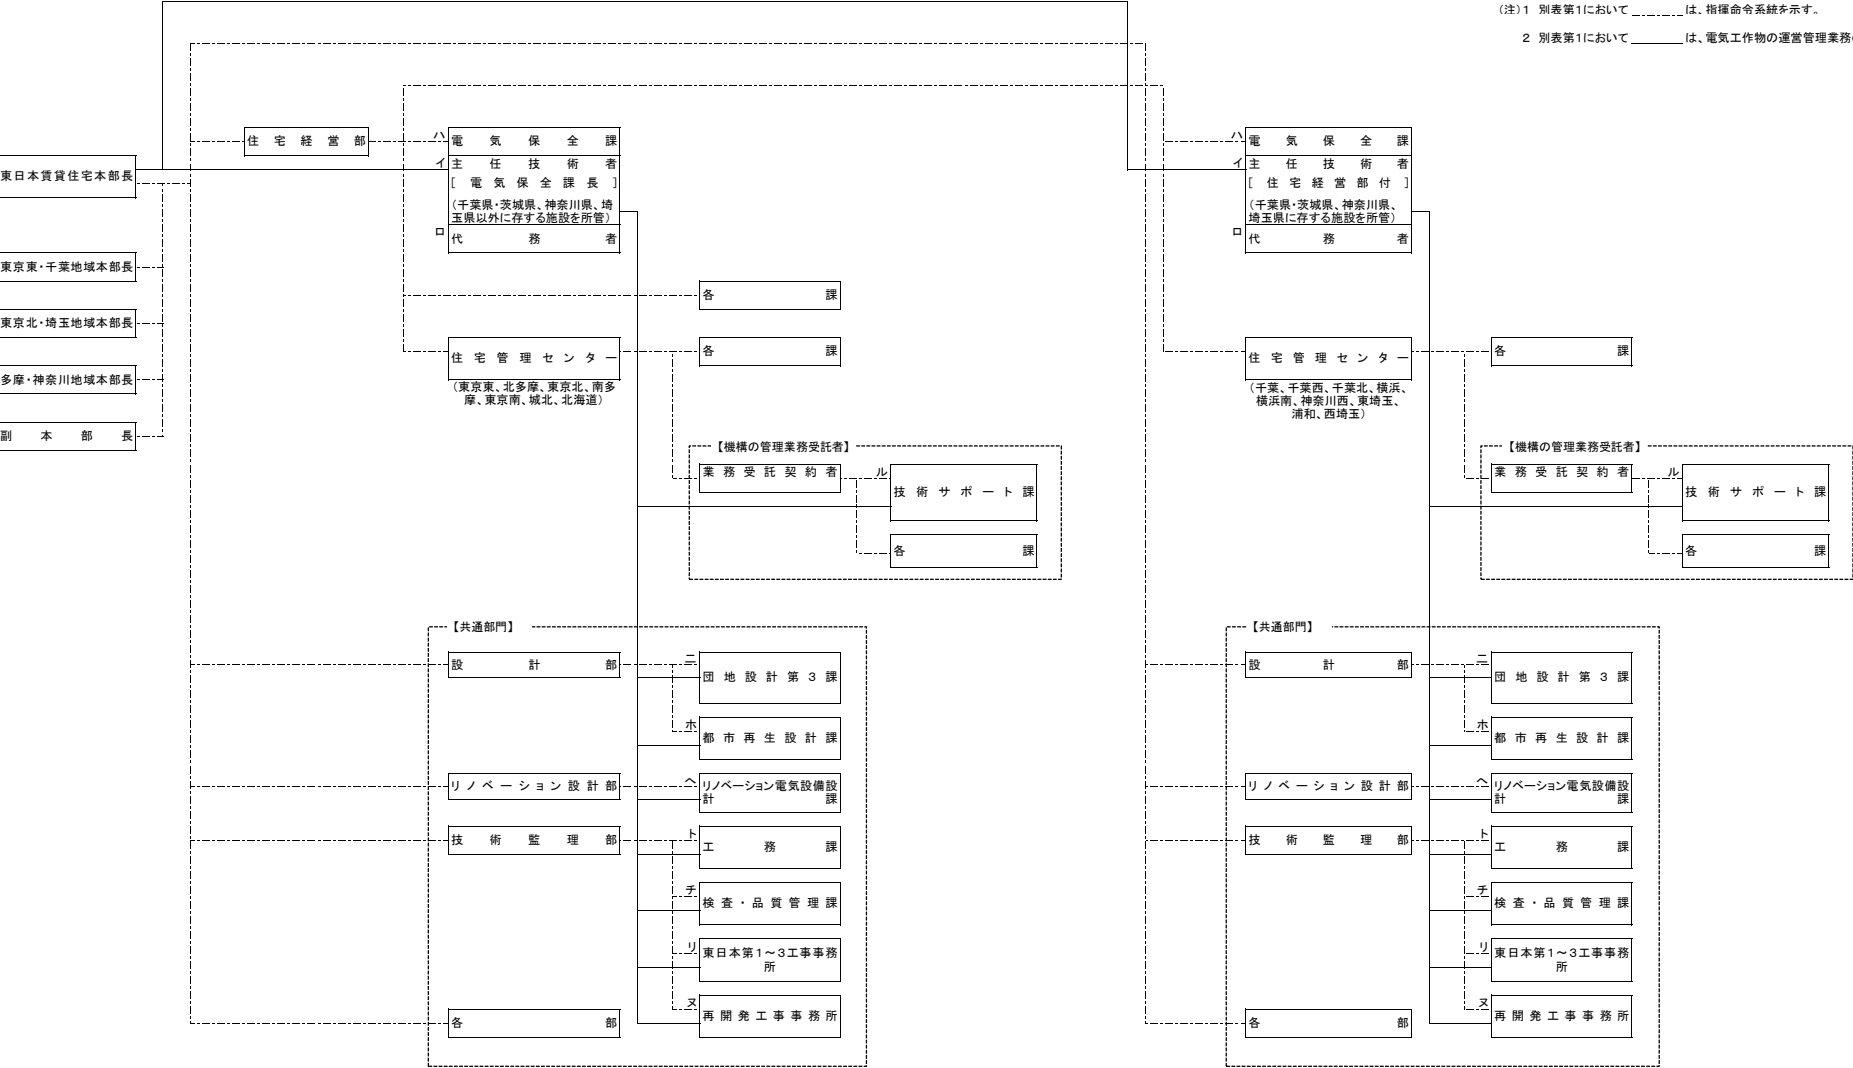 (注)1 別表第1において は、指揮命令系統を示す。
2 別表第1において は、電気工作物の運営管理業務
東日本賃貸住宅本部長
東京東・千葉地域本部長
東京北・埼玉地域本部長
多摩・神奈川地域本部長
副本部長
住宅経営部
ハ
電気保全課
イ
主任技術者
[電気保全課長]
(千葉県・茨城県、神奈川県、埼
玉県以外に存する施設を所管)
ロ
代務者
各課
住宅管理センター
各課
(東京東、北多摩、東京北、南多
摩、東京南、城北、北海道)
【機構の管理業務受託者】
業務受託契約者
ル
技術サポート課
各課
【共通部門】
設計部
ニ
団地設計第3課
ホ
都市再生設計課
リノベーション設計部
ヘ
リノベーション電気設備設
計課
技術監理部
ト
工務課
チ
検査・品質管理課
リ
東日本第1~3工事事務
所
ヌ
再開発工事事務所
各部
ハ
電気保全課
イ
主任技術者
[住宅経営部付]
(千葉県・茨城県、神奈川県、
埼玉県に存する施設を所管)
ロ
代務者
住宅管理センター
各課
(千葉、千葉西、千葉北、横浜、
横浜南、神奈川西、東埼玉、
浦和、西埼玉)
【機構の管理業務受託者】
業務受託契約者
ル
技術サポート課
各課
【共通部門】
設計部
ニ
団地設計第3課
ホ
都市再生設計課
リノベーション設計部
ヘ
リノベーション電気設備設
計課
技術監理部
ト
工務課
チ
検査・品質管理課
リ
東日本第1~3工事事務
所
ヌ
再開発工事事務所
各部